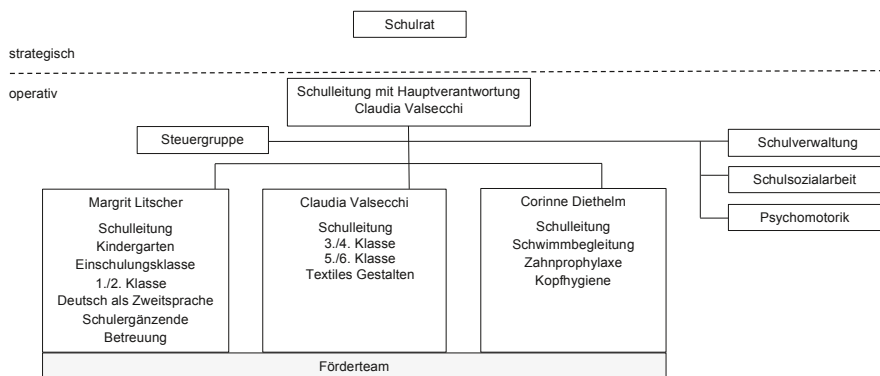 Schulrat
strategisch
operativ
Schulleitung mit Hauptverantwortung
Claudia Valsecchi
Steuergruppe
Schulverwaltung
Schulsozialarbeit
Psychomotorik
Margrit Litscher
Schulleitung
Kindergarten
Einschulungsklasse
1./2. Klasse
Deutsch als Zweitsprache
Schulergänzende
Betreuung
Claudia Valsecchi
Schulleitung
3./4. Klasse
5./6. Klasse
Textiles Gestalten
Corinne Diethelm
Schulleitung
Schwimmbegleitung
Zahnprophylaxe
Kopfhygiene
Förderteam